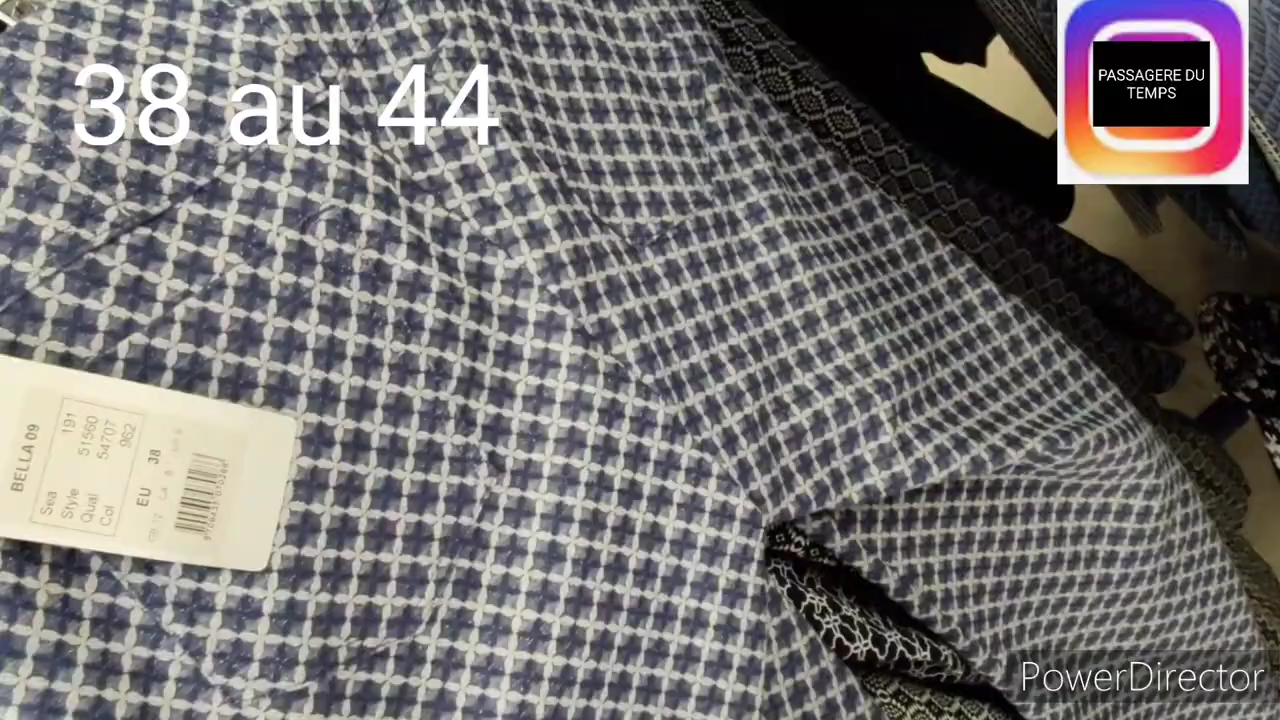 38 au 44
PASSAGERE DU
TEMPS
BELLA 09
Sea 191
Style 51560
Qual 54707
Col 962
EU 38
PowerDirector